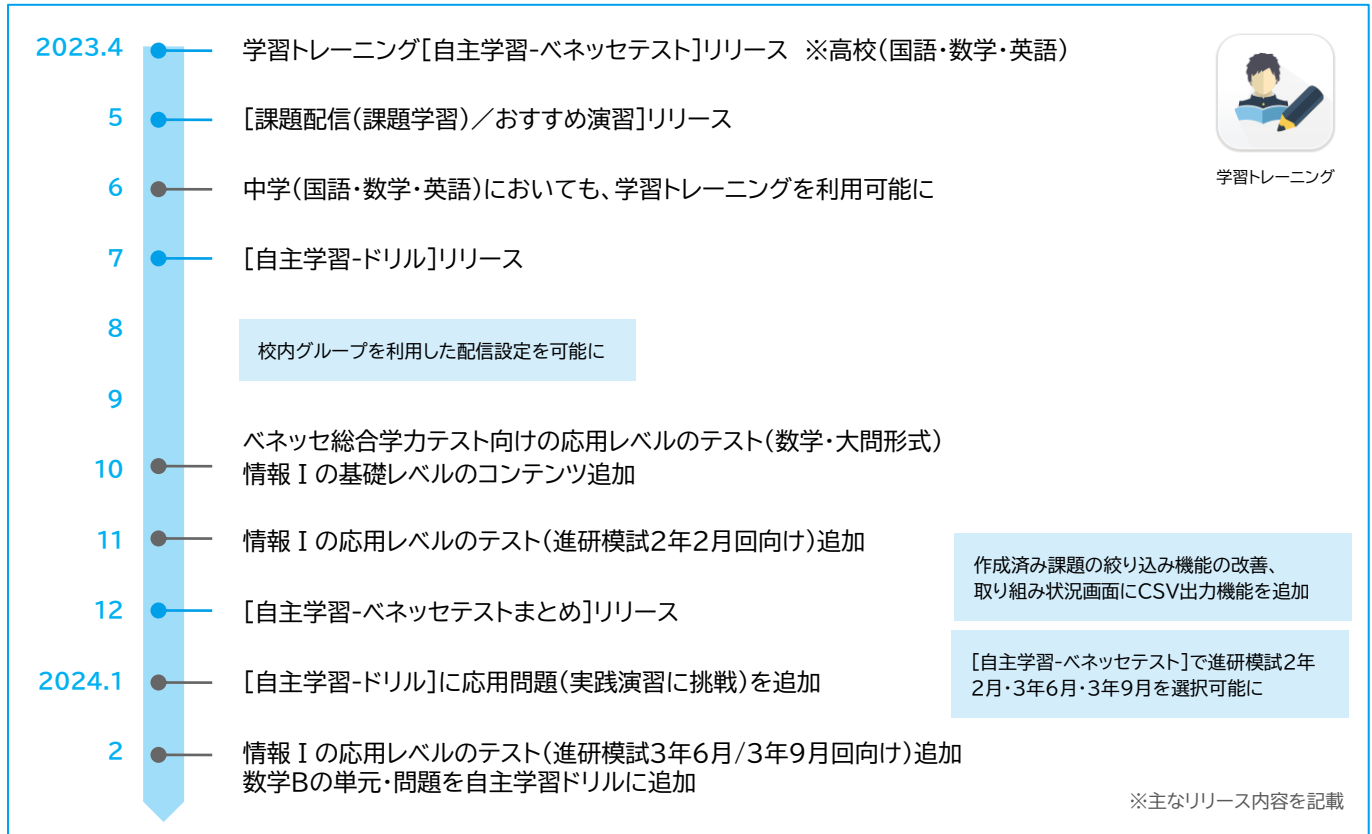 2023.4 学習トレーニング[自主学習-ベネッセテスト]リリース ※高校(国語・数学・英語)
学習トレーニング
5 [課題配信(課題学習)／おすすめ演習]リリース
6 中学(国語・数学・英語)においても、学習トレーニングを利用可能に
7 [自主学習-ドリル]リリース
8
校内グループを利用した配信設定を可能に
9
ベネッセ総合学力テスト向けの応用レベルのテスト(数学・大問形式)
10 情報Ⅰの基礎レベルのコンテンツ追加
11 情報Ⅰの応用レベルのテスト(進研模試2年2月回向け)追加
作成済み課題の絞り込み機能の改善、
取り組み状況画面にCSV出力機能を追加
12 [自主学習-ベネッセテストまとめ]リリース
[自主学習-ベネッセテスト]で進研模試2年
2月・3年6月・3年9月を選択可能に
2024.1 [自主学習-ドリル]に応用問題(実践演習に挑戦)を追加
2 情報Ⅰの応用レベルのテスト(進研模試3年6月/3年9月回向け)追加
数学Bの単元・問題を自主学習ドリルに追加
※主なリリース内容を記載